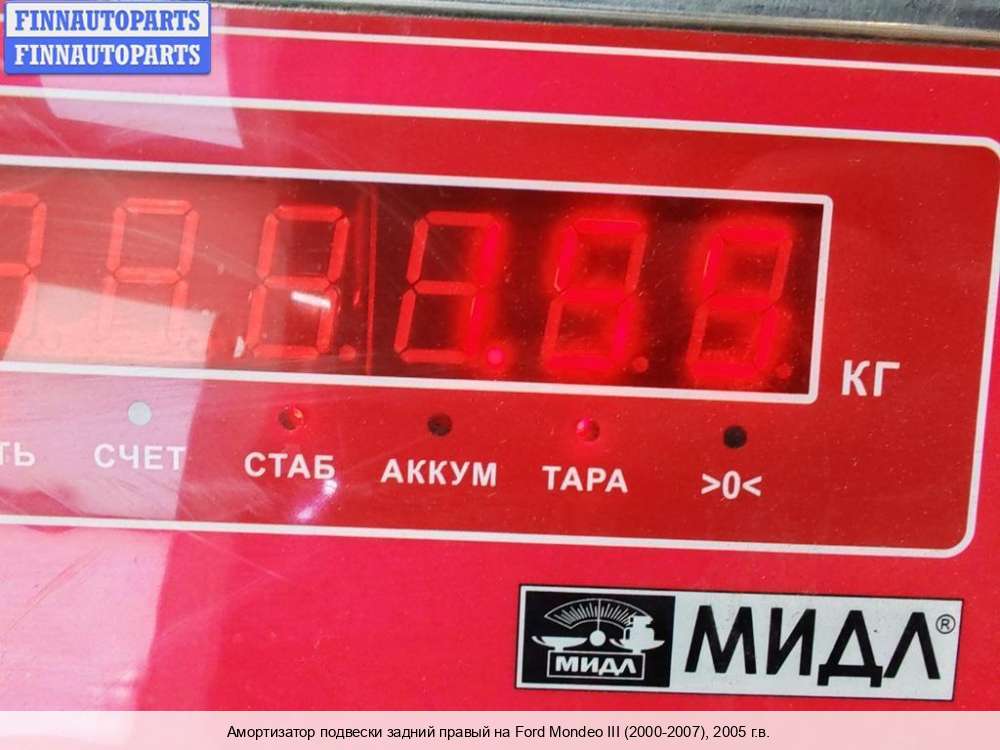 FINNAUTOPARTS
FINNAUTOPARTS
КГ
ТЬ СЧЕТ СТАБ АККУМ ТАРА >0<
МИДЛ МИДЛ®
Амортизатор подвески задний правый на Ford Mondeo III (2000-2007), 2005 г.в.